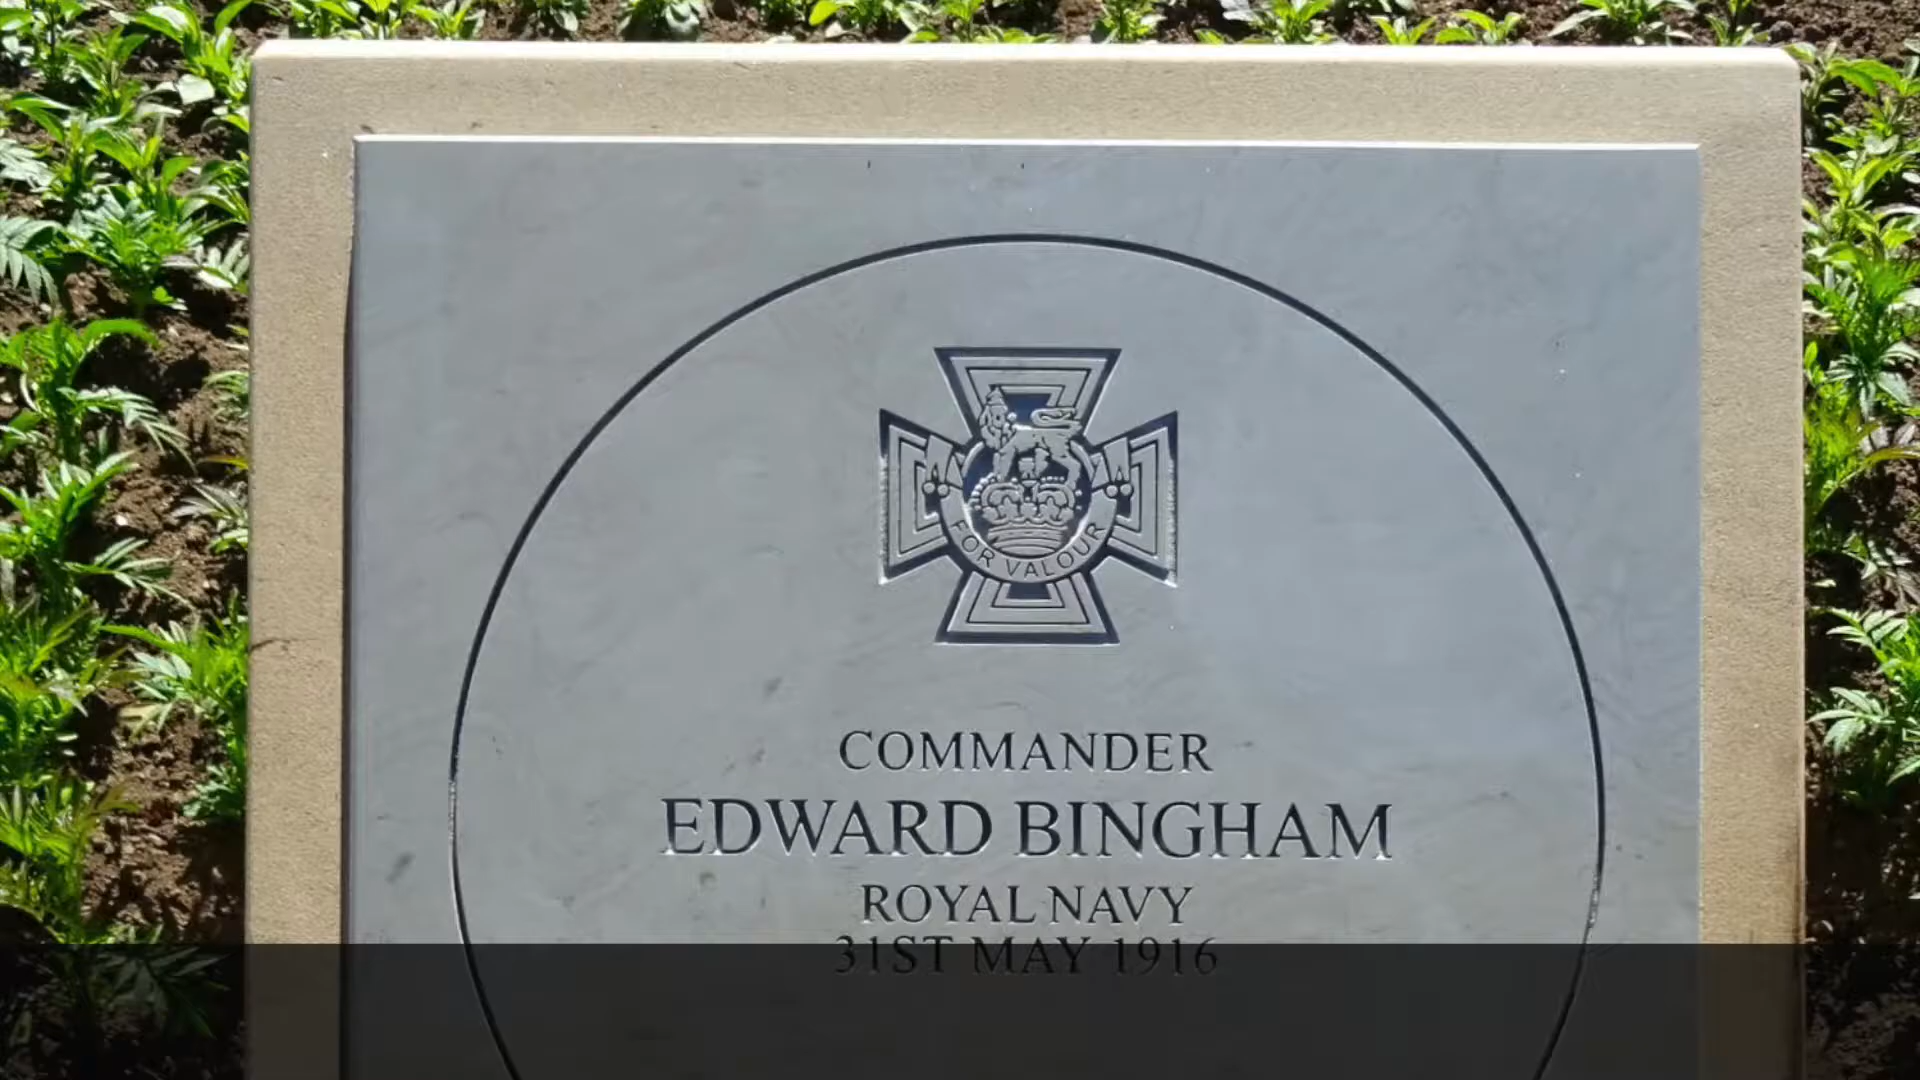 FOR VALOUR
COMMANDER
EDWARD BINGHAM
ROYAL NAVY
31ST MAY 1916